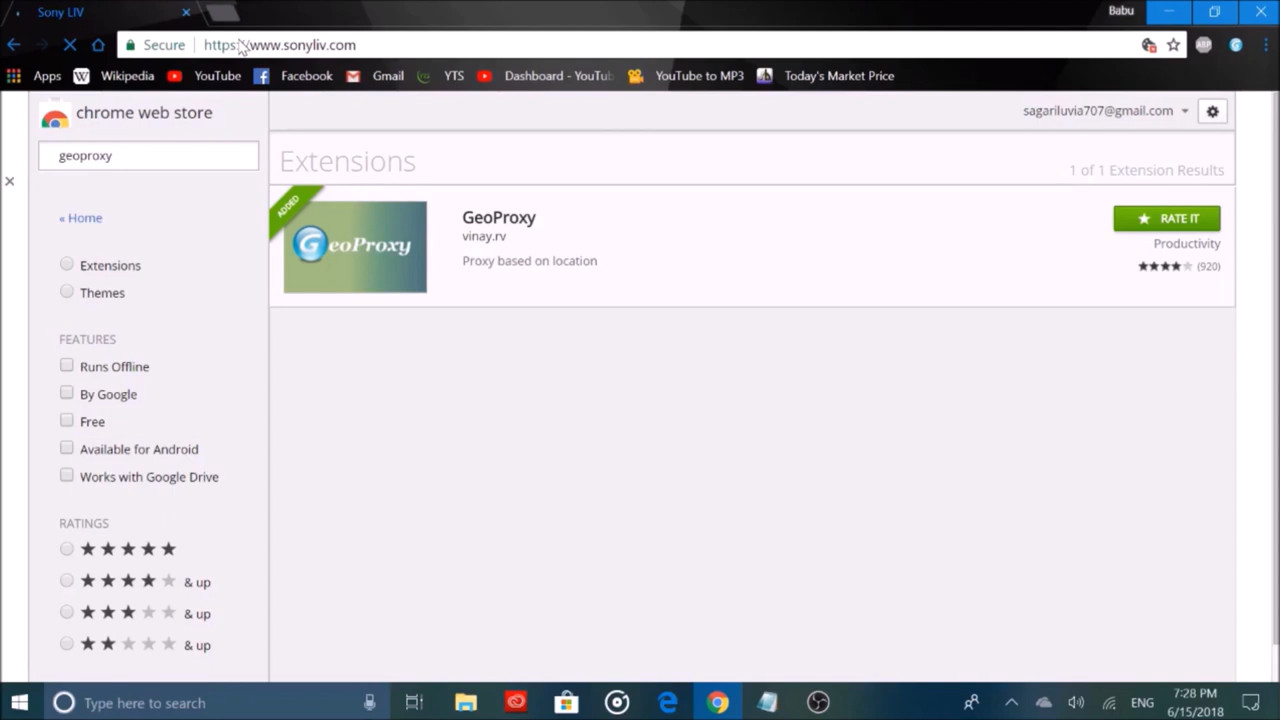 Sony LIV
Babu
Secure
https://www.sonyliv.com
ABP
Apps
Wikipedia
YouTube
Facebook
Gmail
YTS
Dashboard - YouTub
YouTube to MP3
Today's Market Price
chrome web store
sagariluvia707@gmail.com
geoproxy
Extensions
1 of 1 Extension Results
« Home
ADDED
GeoProxy
GeoProxy
vinay.rv
Proxy based on location
RATE IT
Productivity
(920)
Extensions
Themes
FEATURES
Runs Offline
By Google
Free
Available for Android
Works with Google Drive
RATINGS
& up
& up
& up
Type here to search
ENG
7:28 PM
6/15/2018